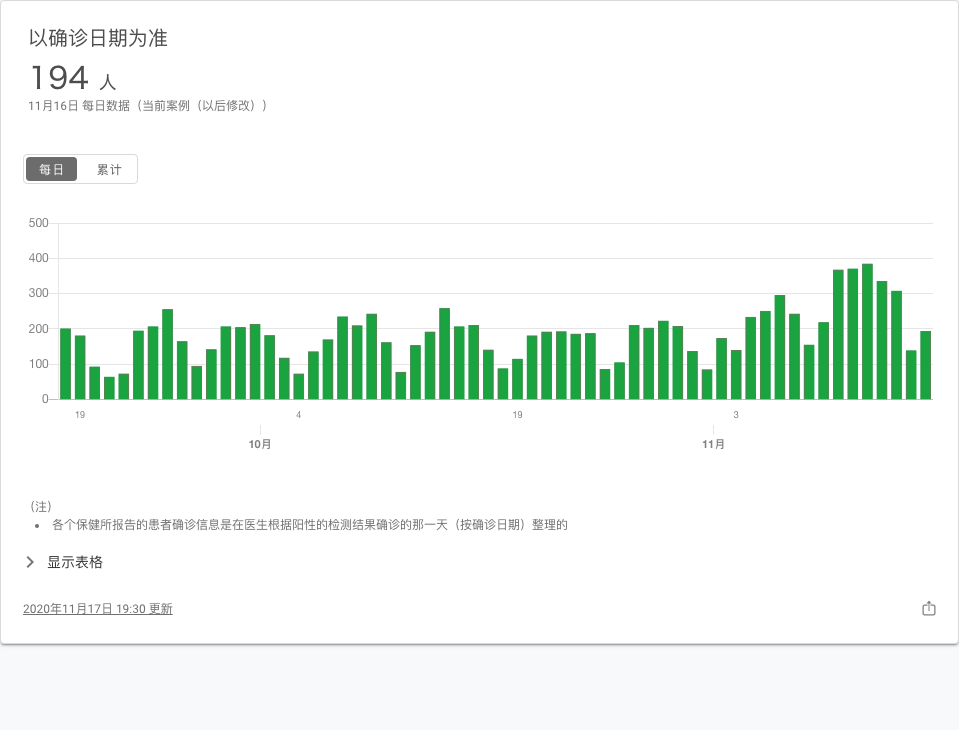 以确诊日期为准
194 人
11月16日 每日数据（当前案例（以后修改））
每日 累计
500
400
300
200
100
0
19 4 19 3
10月 11月
（注）
• 各个保健所报告的患者确诊信息是在医生根据阳性的检测结果确诊的那一天（按确诊日期）整理的
显示表格
2020年11月17日 19:30 更新